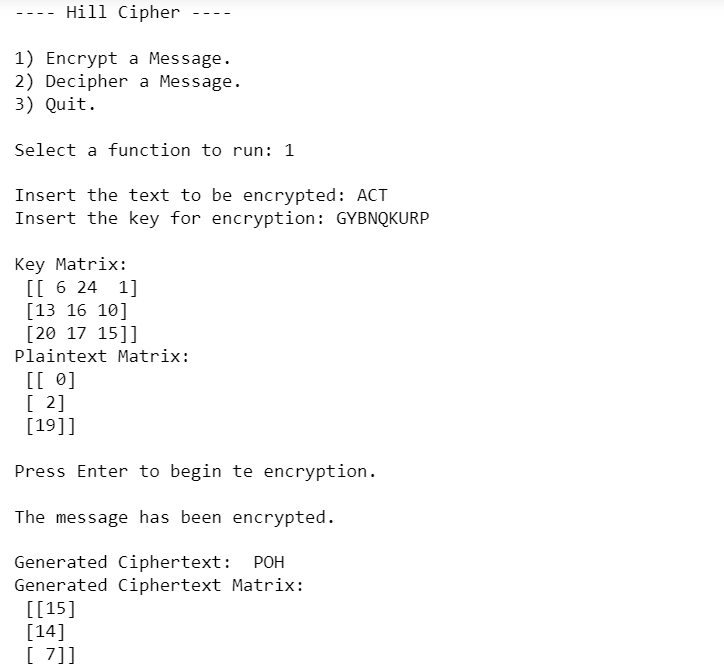 ---- Hill Cipher ----
1) Encrypt a Message.
2) Decipher a Message.
3) Quit.
Select a function to run: 1
Insert the text to be encrypted: ACT
Insert the key for encryption: GYBNQKURP
Key Matrix:
[[ 6 24  1]
[13 16 10]
[20 17 15]]
Plaintext Matrix:
[[ 0]
[ 2]
[19]]
Press Enter to begin te encryption.
The message has been encrypted.
Generated Ciphertext:  POH
Generated Ciphertext Matrix:
[[15]
[14]
[ 7]]